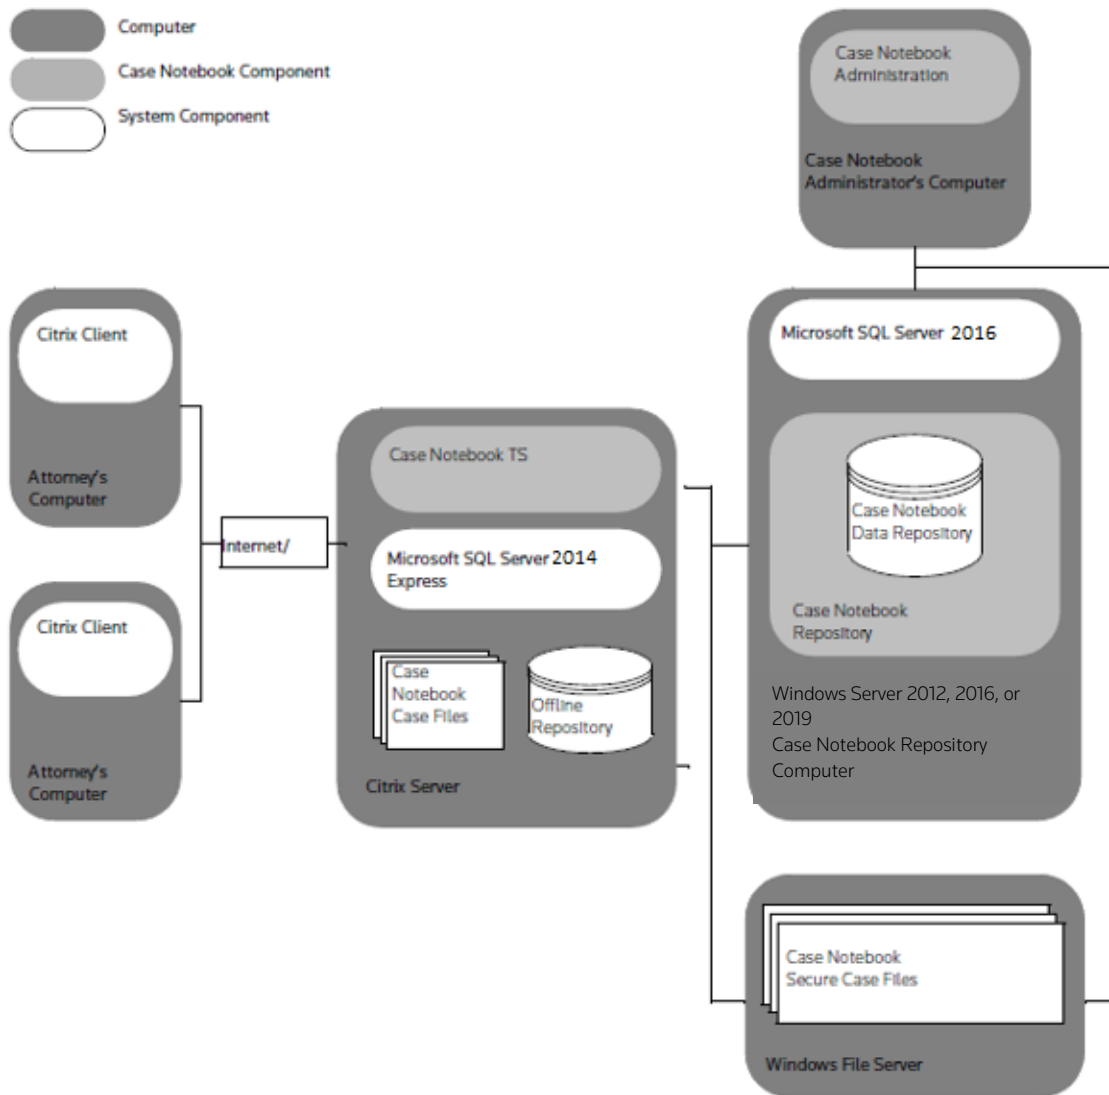 Computer
Case Notebook Component
System Component
Case Notebook
Administration
Case Notebook
Administrator's Computer
Citrix Client
Attorney's
Computer
Citrix Client
Attorney's
Computer
Internet/
Case Notebook TS
Microsoft SQL Server 2014
Express
Case
Notebook
Case Files
Offline
Repository
Citrix Server
Microsoft SQL Server 2016
Case Notebook
Data Repository
Case Notebook
Repository
Windows Server 2012, 2016, or
2019
Case Notebook Repository
Computer
Case Notebook
Secure Case Files
Windows File Server